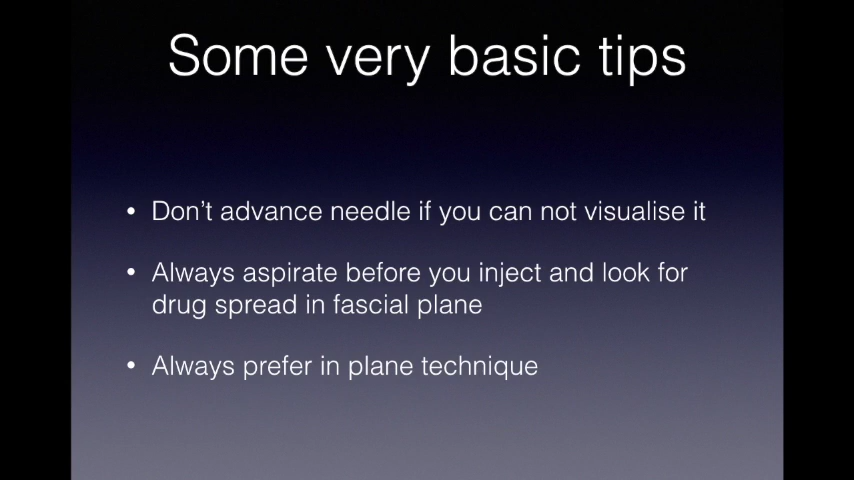 Some very basic tips
• Don't advance needle if you can not visualise it
• Always aspirate before you inject and look for
drug spread in fascial plane
• Always prefer in plane technique